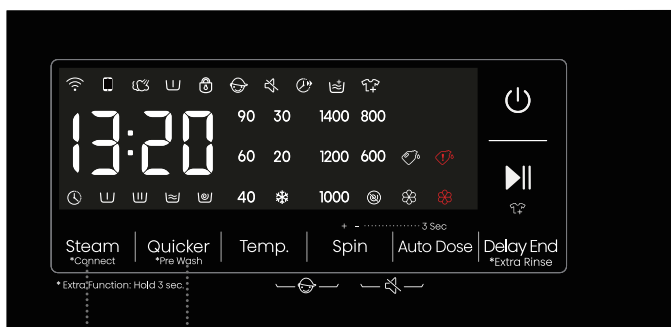 13:20
90 30 1400 800
60 20 1200 600
40 1000
+ - 3 Sec
Steam Quicker Temp. Spin Auto Dose Delay End
*Connect *Pre Wash *Extra Rinse
* Extra Function: Hold 3 sec.